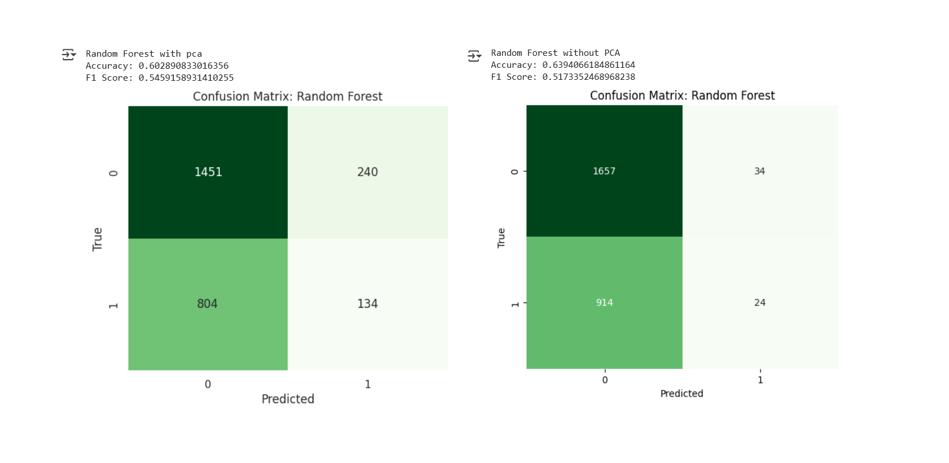 Random Forest with pca
Accuracy: 0.602890833016356
F1 Score: 0.5459158931410255
Confusion Matrix: Random Forest
0
1451
240
True
1
804
134
0
1
Predicted
Random Forest without PCA
Accuracy: 0.6394066184861164
F1 Score: 0.5173352468968238
Confusion Matrix: Random Forest
0
1657
34
True
1
914
24
0
1
Predicted